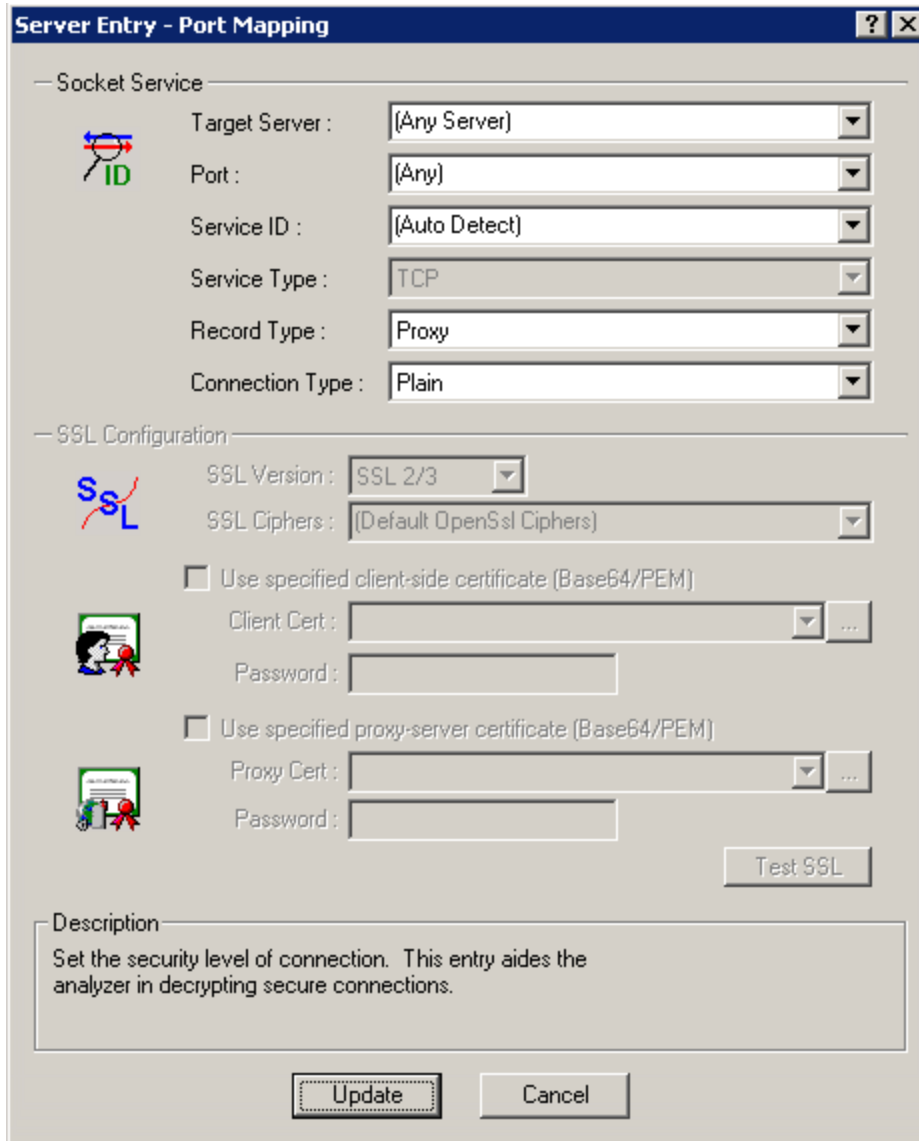 Server Entry - Port Mapping
Socket Service
ID
Target Server : (Any Server)
Port : (Any)
Service ID : (Auto Detect)
Service Type : TCP
Record Type : Proxy
Connection Type : Plain
SSL Configuration
SSL
SSL Version : SSL 2/3
SSL Ciphers : (Default OpenSsl Ciphers)
Use specified client-side certificate (Base64/PEM)
Client Cert : ...
Password :
Use specified proxy-server certificate (Base64/PEM)
Proxy Cert : ...
Password :
Test SSL
Description
Set the security level of connection. This entry aides the
analyzer in decrypting secure connections.
Update Cancel